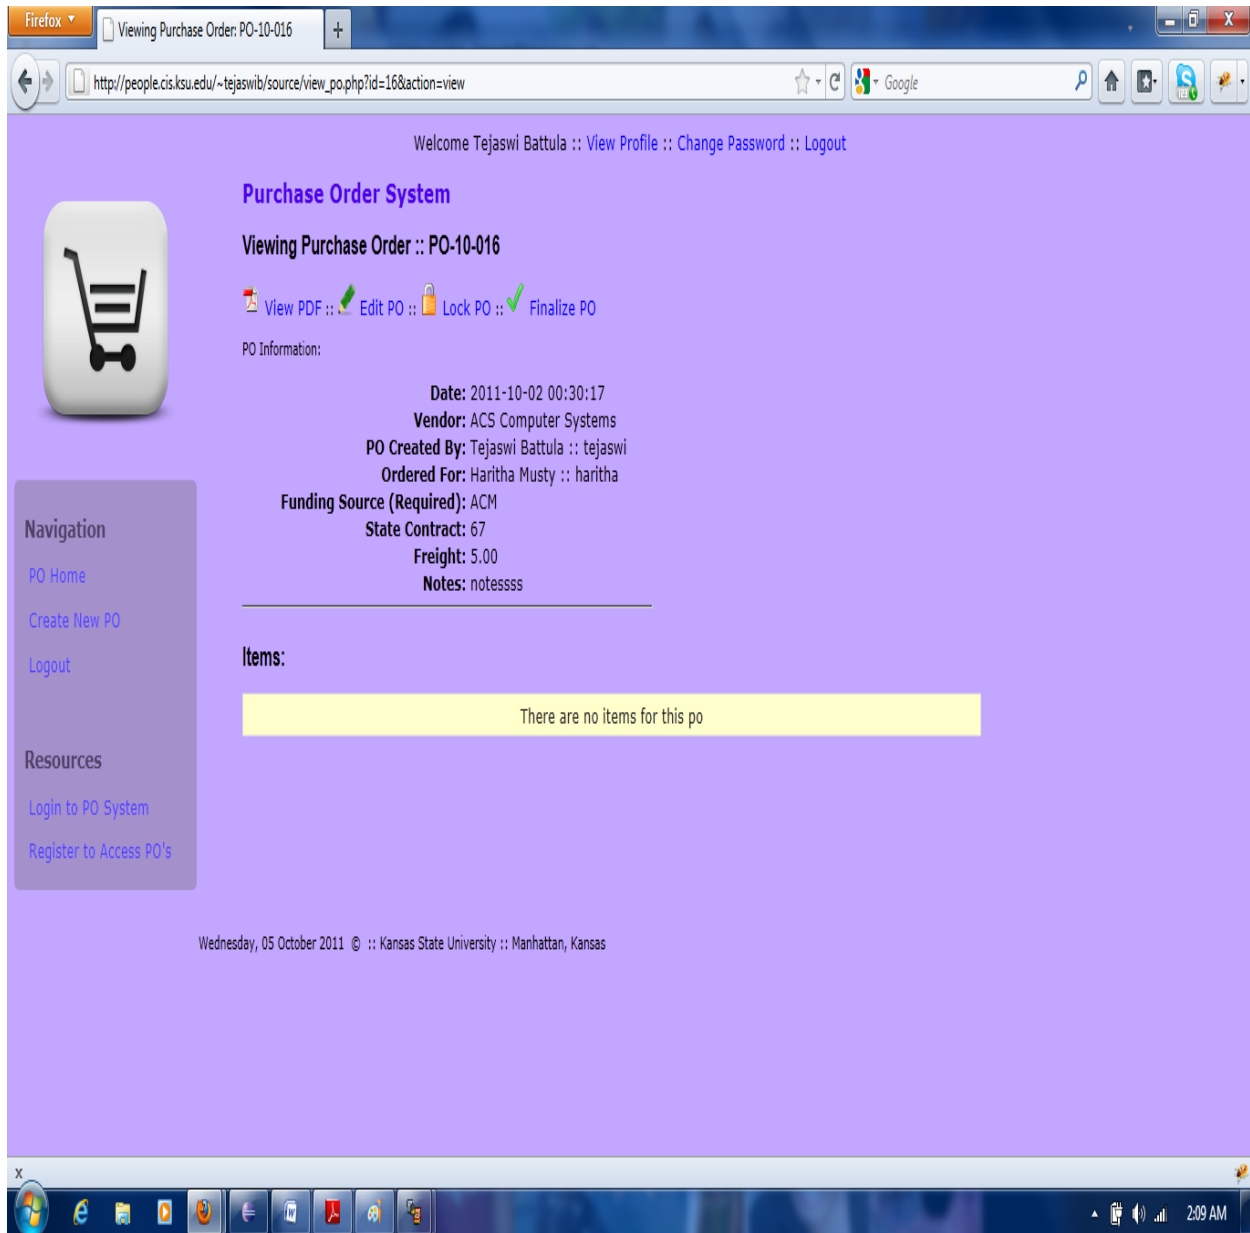 Firefox
Viewing Purchase Order: PO-10-016
+
http://people.cis.ksu.edu/~tejaswib/source/view_po.php?id=16&action=view
Google
Welcome Tejaswi Battula :: View Profile :: Change Password :: Logout
Purchase Order System
Viewing Purchase Order :: PO-10-016
View PDF :: Edit PO :: Lock PO :: Finalize PO
PO Information:
Date: 2011-10-02 00:30:17
Vendor: ACS Computer Systems
PO Created By: Tejaswi Battula :: tejaswi
Ordered For: Haritha Musty :: haritha
Funding Source (Required): ACM
State Contract: 67
Freight: 5.00
Notes: notessss
Items:
There are no items for this po
Navigation
PO Home
Create New PO
Logout
Resources
Login to PO System
Register to Access PO's
Wednesday, 05 October 2011 © :: Kansas State University :: Manhattan, Kansas
x
2:09 AM